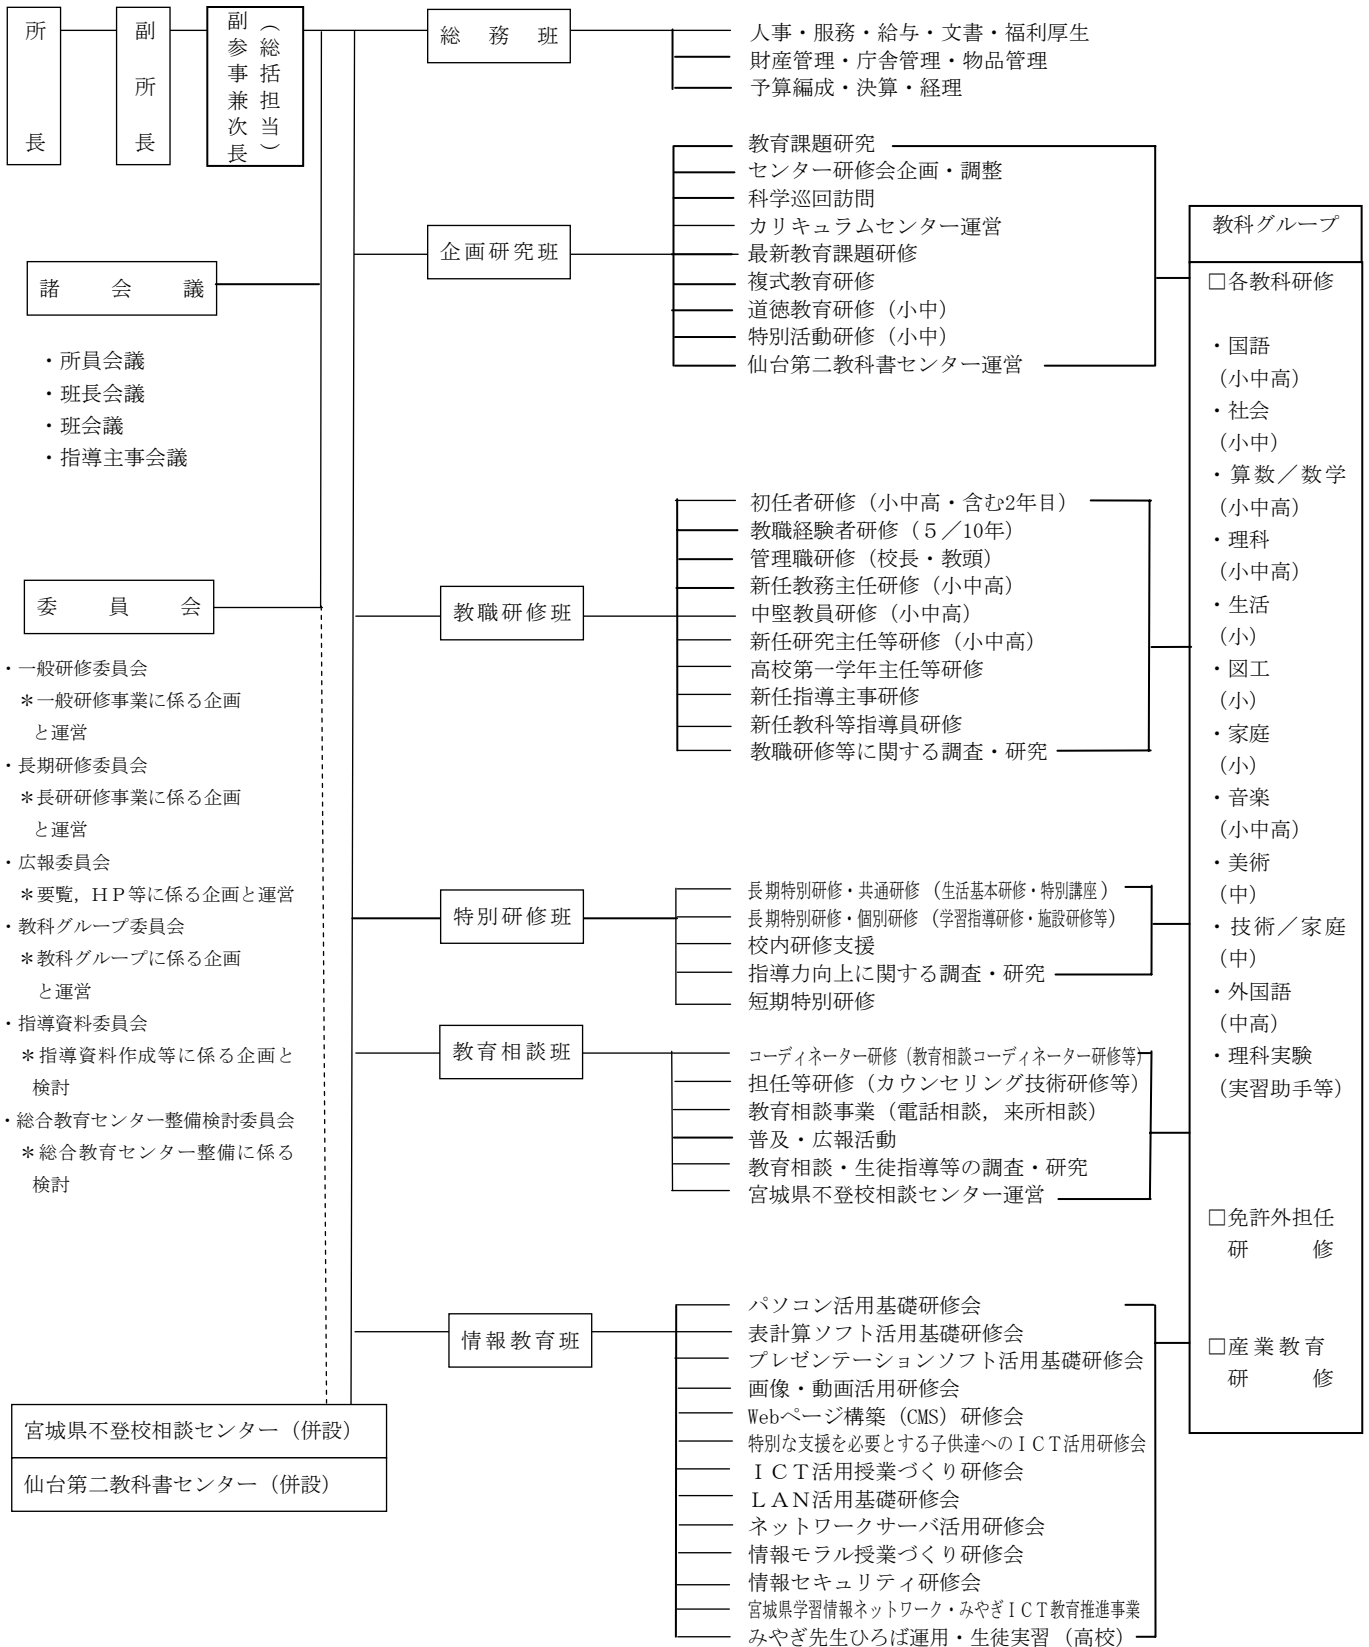 所長
副所長
副参事兼次長
（総括担当）
総務班
人事・服務・給与・文書・福利厚生
財産管理・庁舎管理・物品管理
予算編成・決算・経理
企画研究班
教育課題研究
センター研修会企画・調整
科学巡回訪問
カリキュラムセンター運営
最新教育課題研修
複式教育研修
道徳教育研修（小中）
特別活動研修（小中）
仙台第二教科書センター運営
諸会議
・所員会議
・班長会議
・班会議
・指導主事会議
教職研修班
初任者研修（小中高・含む2年目）
教職経験者研修（５／10年）
管理職研修（校長・教頭）
新任教務主任研修（小中高）
中堅教員研修（小中高）
新任研究主任等研修（小中高）
高校第一学年主任等研修
新任指導主事研修
新任教科等指導員研修
教職研修等に関する調査・研究
委員会
・一般研修委員会
＊一般研修事業に係る企画
と運営
・長期研修委員会
＊長研研修事業に係る企画
と運営
・広報委員会
＊要覧，ＨＰ等に係る企画と運営
・教科グループ委員会
＊教科グループに係る企画
と運営
・指導資料委員会
＊指導資料作成等に係る企画と
検討
・総合教育センター整備検討委員会
＊総合教育センター整備に係る
検討
特別研修班
長期特別研修・共通研修（生活基本研修・特別講座）
長期特別研修・個別研修（学習指導研修・施設研修等）
校内研修支援
指導力向上に関する調査・研究
短期特別研修
教育相談班
コーディネーター研修（教育相談コーディネーター研修等）
担任等研修（カウンセリング技術研修等）
教育相談事業（電話相談，来所相談）
普及・広報活動
教育相談・生徒指導等の調査・研究
宮城県不登校相談センター運営
情報教育班
パソコン活用基礎研修会
表計算ソフト活用基礎研修会
プレゼンテーションソフト活用基礎研修会
画像・動画活用研修会
Webページ構築（CMS）研修会
特別な支援を必要とする子供達へのＩＣＴ活用研修会
ＩＣＴ活用授業づくり研修会
ＬＡＮ活用基礎研修会
ネットワークサーバ活用研修会
情報モラル授業づくり研修会
情報セキュリティ研修会
宮城県学習情報ネットワーク・みやぎＩＣＴ教育推進事業
みやぎ先生ひろば運用・生徒実習（高校）
宮城県不登校相談センター（併設）
仙台第二教科書センター（併設）
教科グループ
□各教科研修
・国語
（小中高）
・社会
（小中）
・算数／数学
（小中高）
・理科
（小中高）
・生活
（小）
・図工
（小）
・家庭
（小）
・音楽
（小中高）
・美術
（中）
・技術／家庭
（中）
・外国語
（中高）
・理科実験
（実習助手等）
□免許外担任
研修
□産業教育
研修